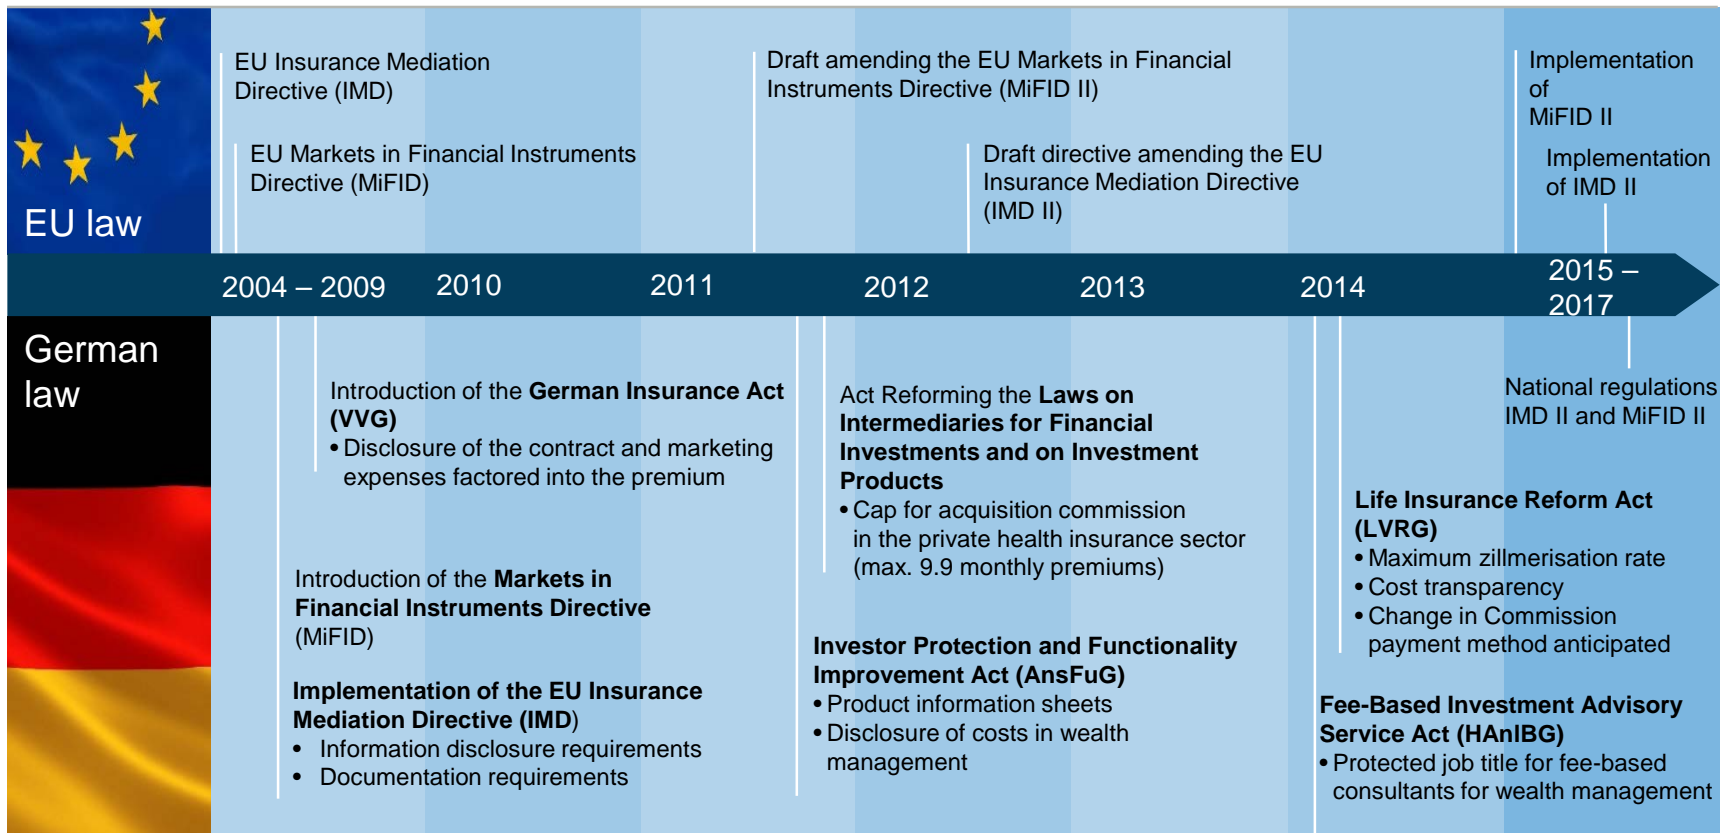 EU law
EU Insurance Mediation
Directive (IMD)
EU Markets in Financial Instruments
Directive (MiFID)
Draft amending the EU Markets in Financial
Instruments Directive (MiFID II)
Draft directive amending the EU
Insurance Mediation Directive
(IMD II)
Implementation
of
MiFID II
Implementation
of IMD II
2004 – 2009
2010
2011
2012
2013
2014
2015 –
2017
German
law
Introduction of the German Insurance Act
(VVG)
• Disclosure of the contract and marketing
expenses factored into the premium
Introduction of the Markets in
Financial Instruments Directive
(MiFID)
Implementation of the EU Insurance
Mediation Directive (IMD)
• Information disclosure requirements
• Documentation requirements
Act Reforming the Laws on
Intermediaries for Financial
Investments and on Investment
Products
• Cap for acquisition commission
in the private health insurance sector
(max. 9.9 monthly premiums)
Investor Protection and Functionality
Improvement Act (AnsFuG)
• Product information sheets
• Disclosure of costs in wealth
management
National regulations
IMD II and MiFID II
Life Insurance Reform Act
(LVRG)
• Maximum zillmerisation rate
• Cost transparency
• Change in Commission
payment method anticipated
Fee-Based Investment Advisory
Service Act (HAnIBG)
• Protected job title for fee-based
consultants for wealth management